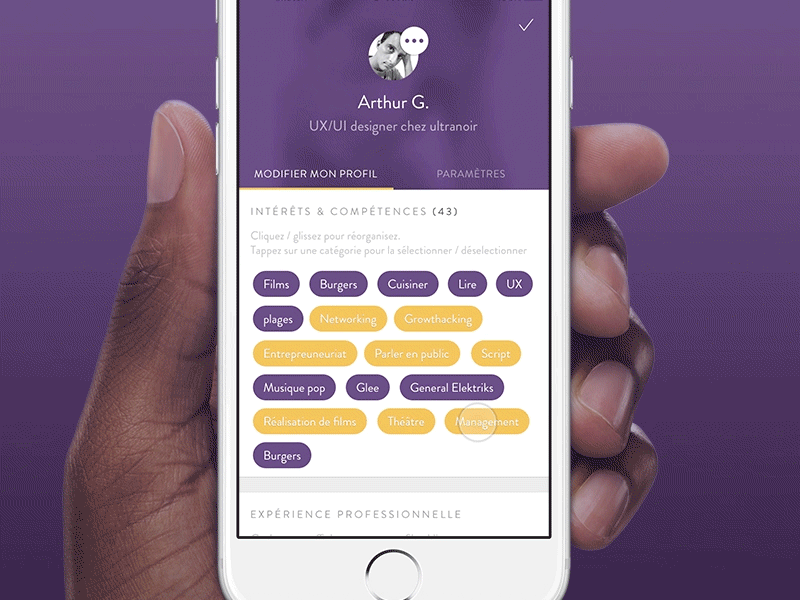 Arthur G.
UX/UI designer chez ultranoir
MODIFIER MON PROFIL PARAMÈTRES
INTÉRÊTS & COMPÉTENCES (43)
Cliquez / glissez pour réorganisez.
Tappez sur une catégorie pour la sélectionner / déselectionner
Films Burgers Cuisiner Lire UX
plages Networking Growthacking
Entrepreuneuriat Parler en public Script
Musique pop Glee General Elektriks
Réalisation de films Théâtre Management
Burgers
EXPÉRIENCE PROFESSIONNELLE